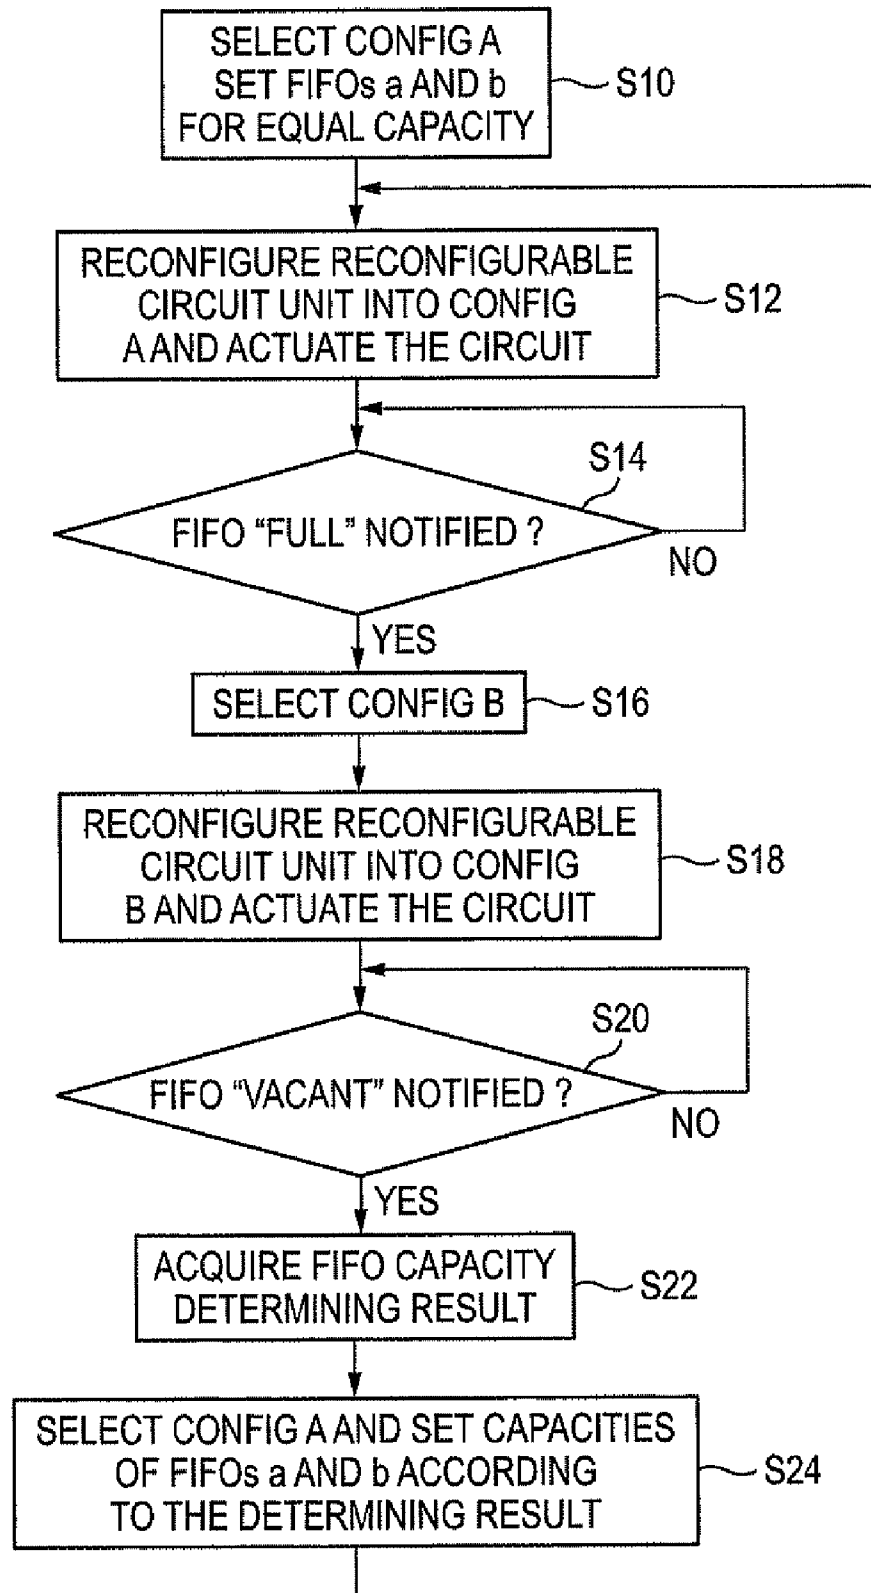 SELECT CONFIG A
SET FIFOs a AND b
FOR EQUAL CAPACITY
S10
RECONFIGURE RECONFIGURABLE
CIRCUIT UNIT INTO CONFIG
A AND ACTUATE THE CIRCUIT
S12
S14
FIFO “FULL” NOTIFIED ?
NO
YES
SELECT CONFIG B
S16
RECONFIGURE RECONFIGURABLE
CIRCUIT UNIT INTO CONFIG
B AND ACTUATE THE CIRCUIT
S18
S20
FIFO “VACANT” NOTIFIED ?
NO
YES
ACQUIRE FIFO CAPACITY
DETERMINING RESULT
S22
SELECT CONFIG A AND SET CAPACITIES
OF FIFOs a AND b ACCORDING
TO THE DETERMINING RESULT
S24